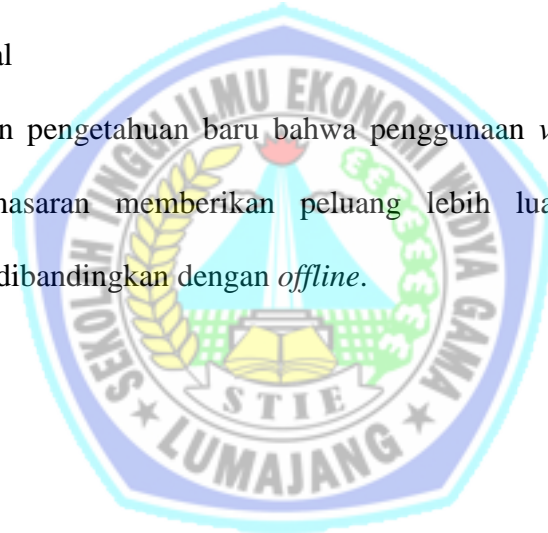 al
n pengetahuan baru bahwa penggunaan
nasaran memberikan peluang lebih lua
dibandingkan dengan offline.
SEKOLAH TINGGI ILMU EKONOMI WIDYA GAMA
STIE
LUMAJANG